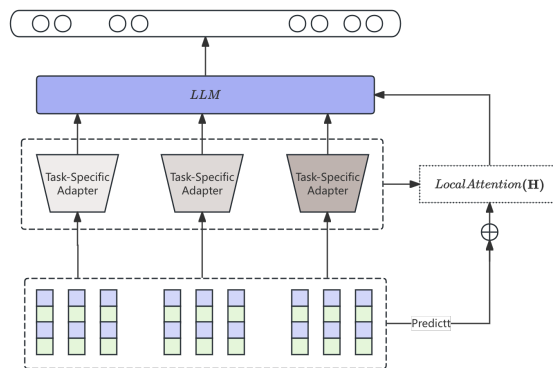 LLM
Task-Specific
Adapter
Task-Specific
Adapter
Task-Specific
Adapter
LocalAttention(H)
Predictt